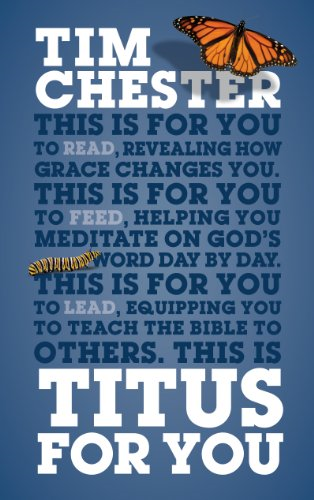 TIM
CHESTER
THIS IS FOR YOU
TO READ, REVEALING HOW
GRACE CHANGES YOU.
THIS IS FOR YOU
TO FEED, HELPING YOU
MEDITATE ON GOD'S
WORD DAY BY DAY.
THIS IS FOR YOU
TO LEAD, EQUIPPING YOU
TO TEACH THE BIBLE TO
OTHERS. THIS IS
TITUS
FOR YOU